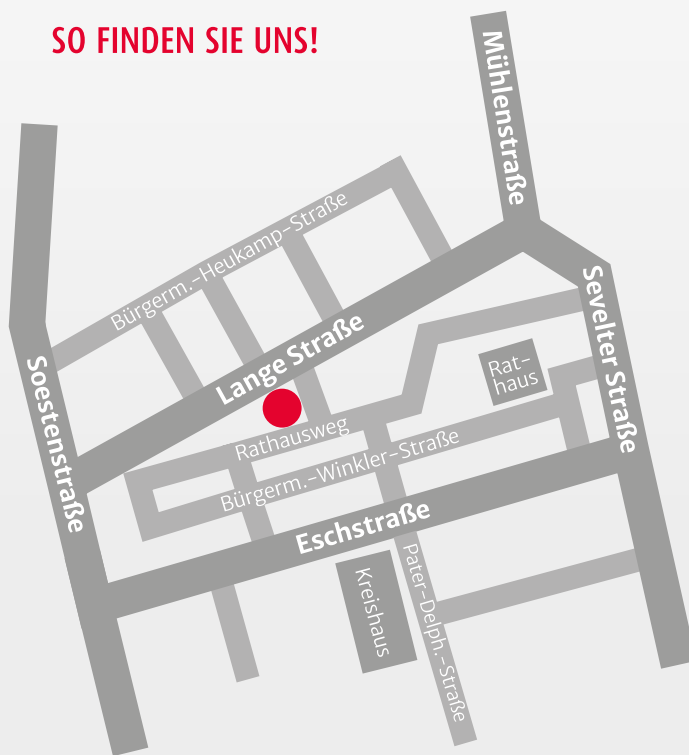 SO FINDEN SIE UNS!
Mühlenstraße
Bürgerm.-Heukamp-Straße
Sevelter Straße
Lange Straße
Soestenstraße
Rat-
haus
Rathausweg
Bürgerm.-Winkler-Straße
Eschstraße
Kreishaus
Pater-Delph.-Straße